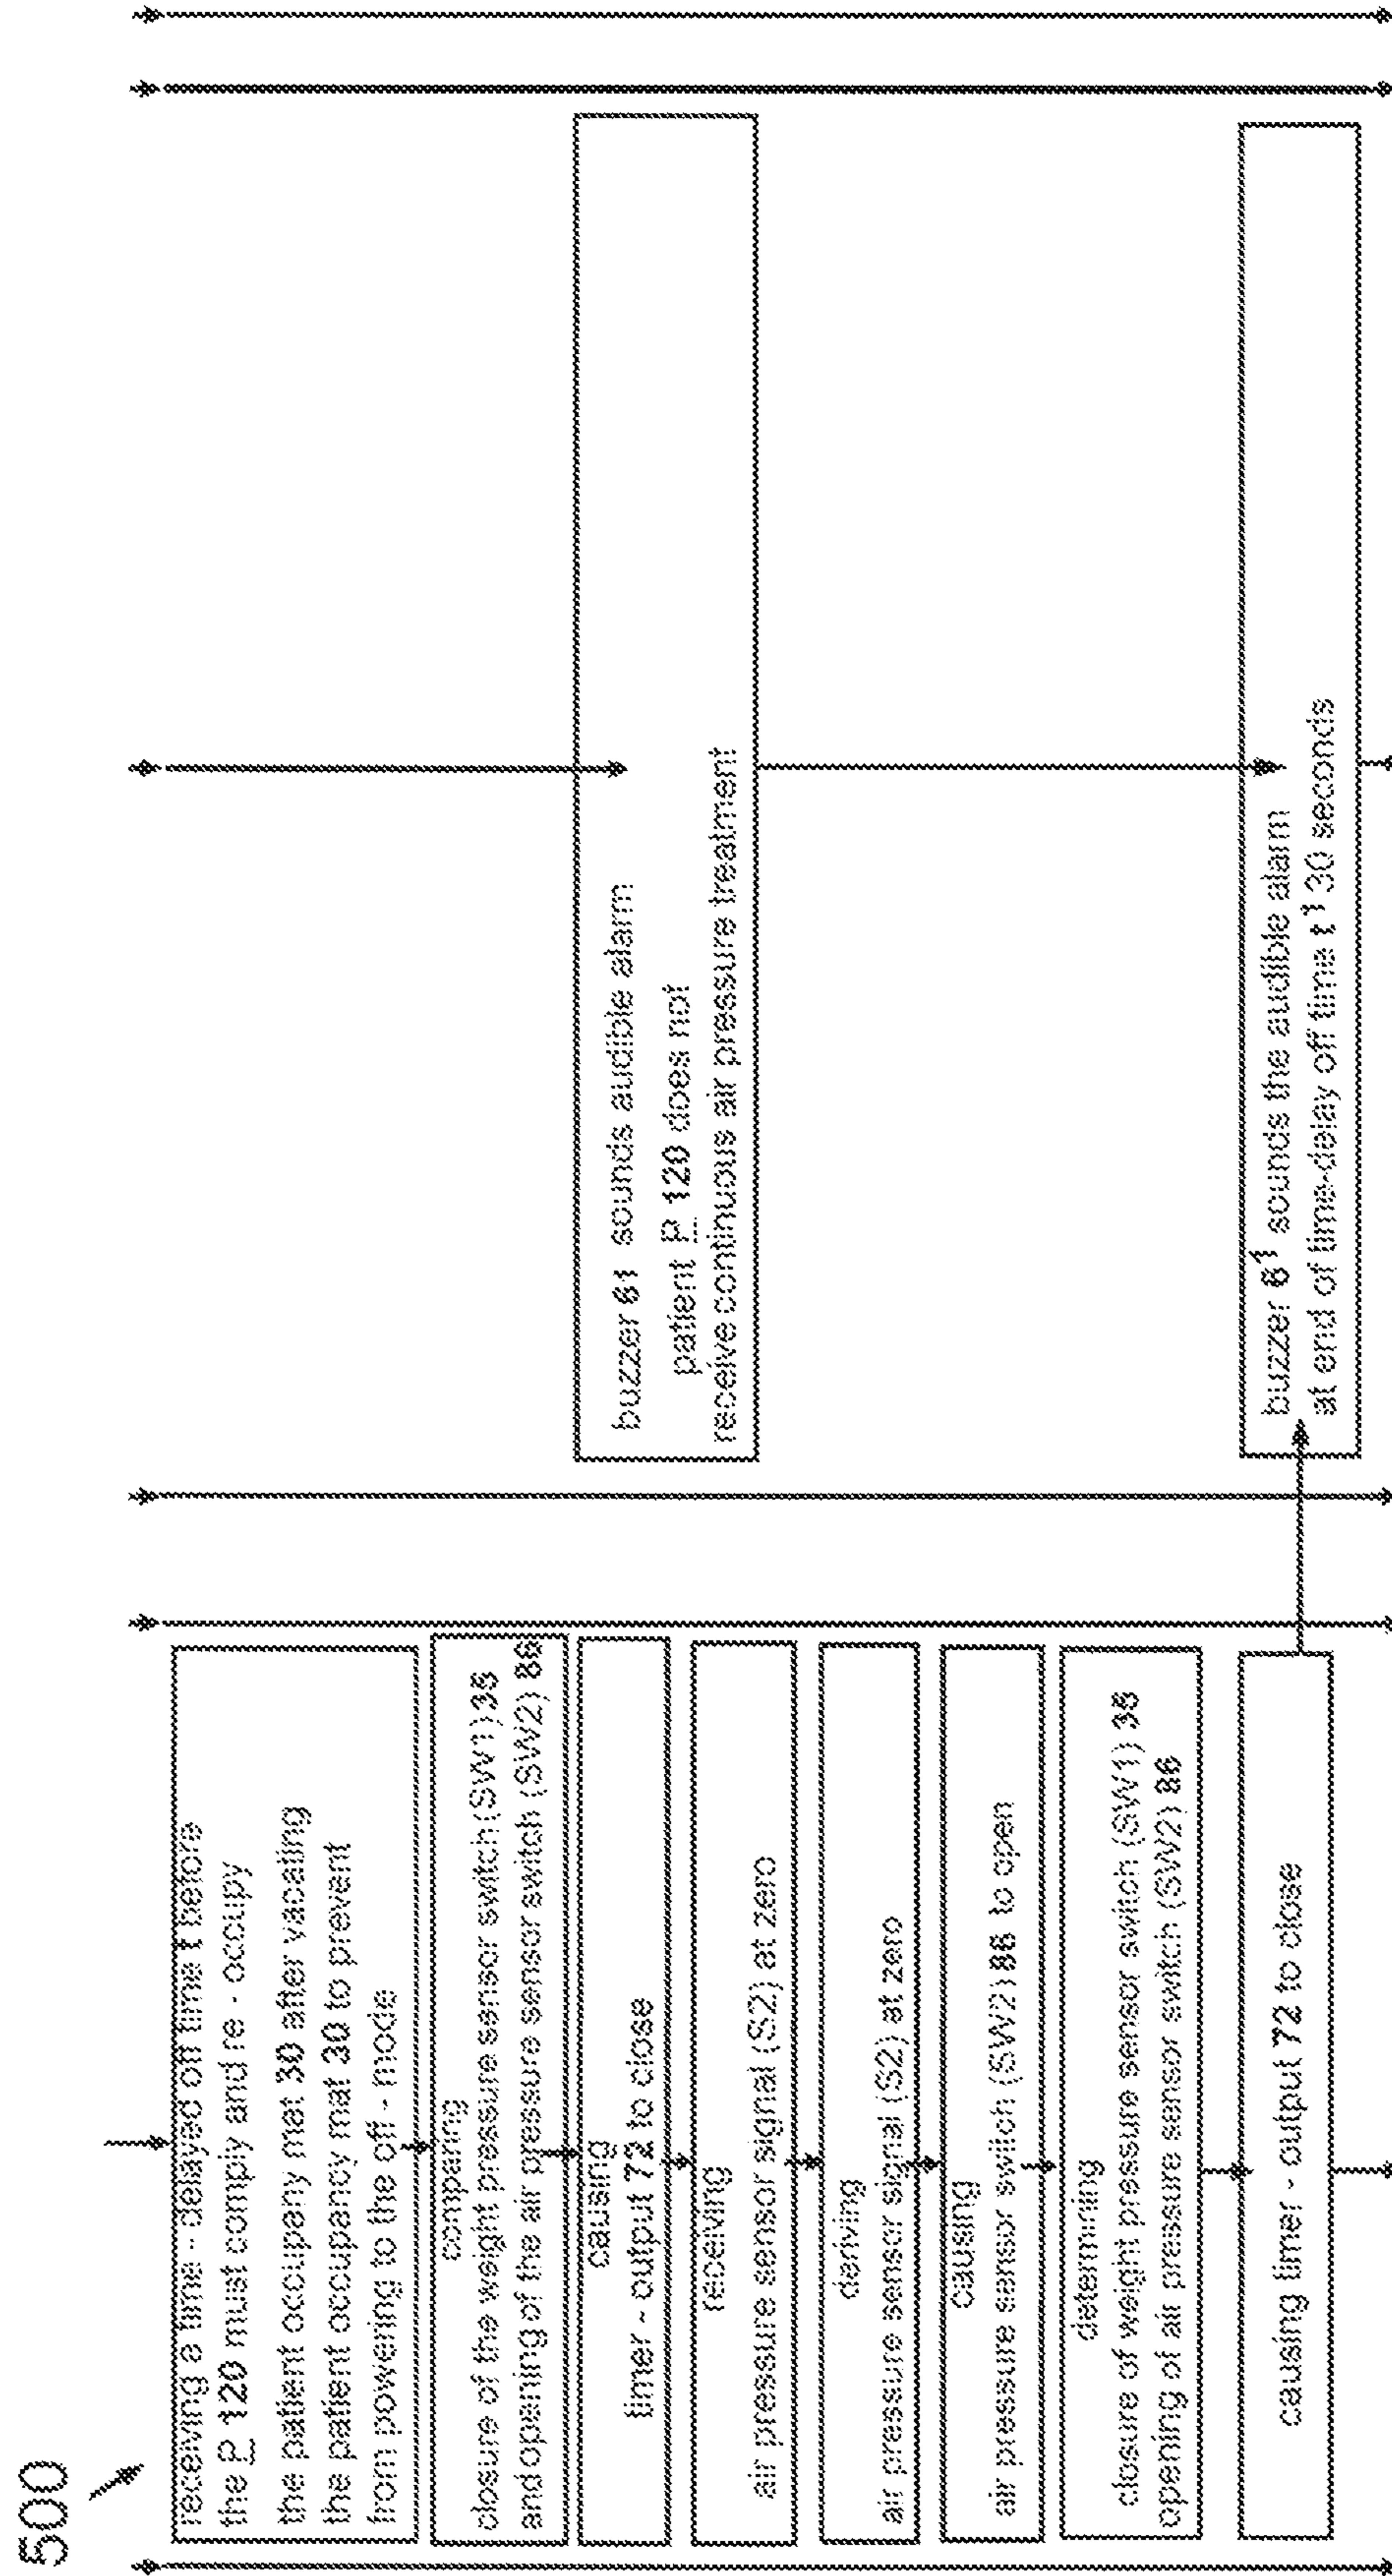 500
receiving a time - delayed off time t before
the P 120 must comply and re - occupy
the patient occupeny mat 30 after vacating
the patient occupancy mat 30 to prevent
from powering to the off - mode
comparing
closure of the weight pressure sensor switch (SW1) 36
and opening of the air pressure sensor switch (SW2) 86
causing
timer - output 72 to close
receiving
air pressure sensor signal (S2) at zero
deriving
air pressure sensor signal (S2) at zero
causing
air pressure sensor switch (SW2) 86 to open
determining
closure of weight pressure sensor switch (SW1) 36
opening of air pressure sensor switch (SW2) 86
causing timer - output 72 to close
buzzer 61 sounds audible alarm
patient P 120 does not
receive continuous air pressure treatment
buzzer 6¹ sounds the audible alarm
at end of time-delay off time t¹ 30 seconds